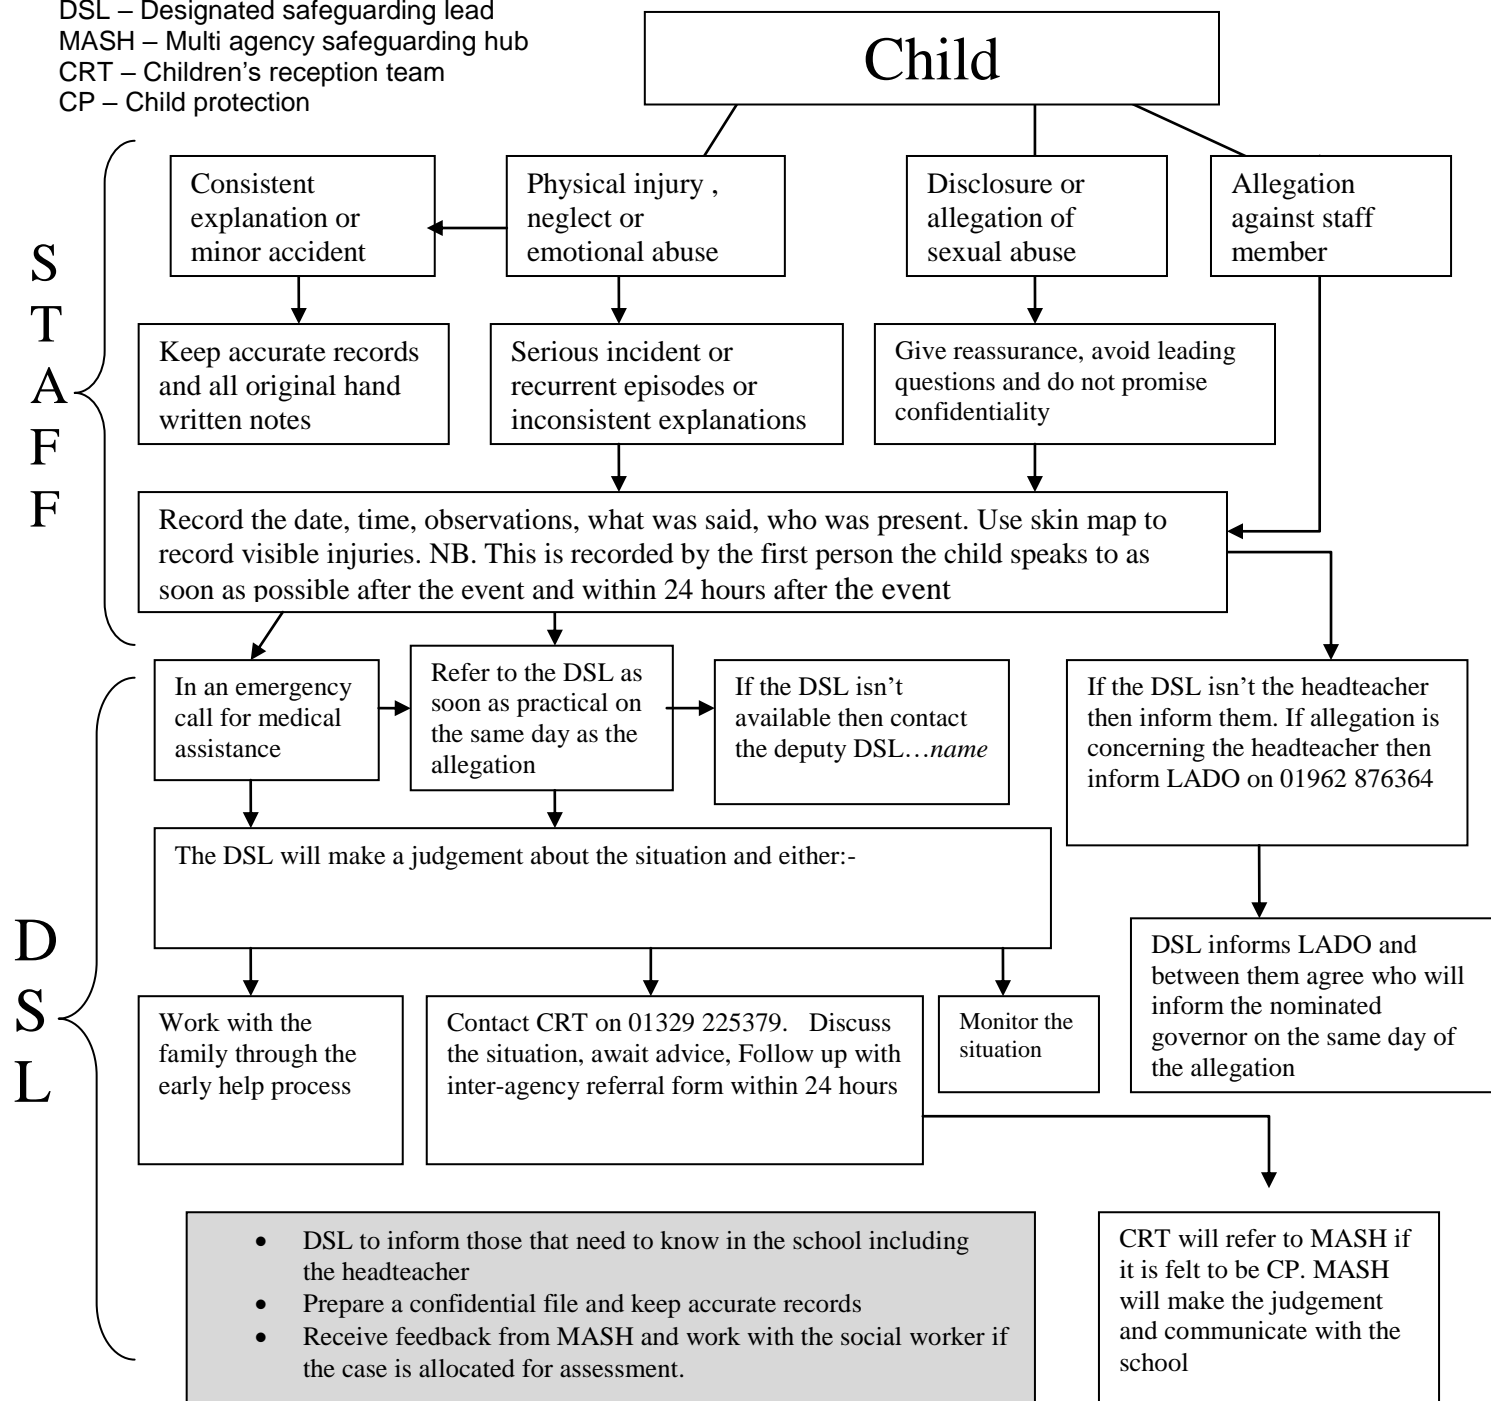 DSL – Designated safeguarding lead
MASH – Multi agency safeguarding hub
CRT – Children's reception team
CP – Child protection
Child
Consistent
explanation or
minor accident
Physical injury ,
neglect or
emotional abuse
Disclosure or
allegation of
sexual abuse
Allegation
against staff
member
S
T
A
F
F
Keep accurate records
and all original hand
written notes
Serious incident or
recurrent episodes or
inconsistent explanations
Give reassurance, avoid leading
questions and do not promise
confidentiality
Record the date, time, observations, what was said, who was present. Use skin map to
record visible injuries. NB. This is recorded by the first person the child speaks to as
soon as possible after the event and within 24 hours after the event
In an emergency
call for medical
assistance
Refer to the DSL as
soon as practical on
the same day as the
allegation
If the DSL isn't
available then contact
the deputy DSL…name
If the DSL isn't the headteacher
then inform them. If allegation is
concerning the headteacher then
inform LADO on 01962 876364
The DSL will make a judgement about the situation and either:-
D
S
L
DSL informs LADO and
between them agree who will
inform the nominated
governor on the same day of
the allegation
Work with the
family through the
early help process
Contact CRT on 01329 225379.   Discuss
the situation, await advice, Follow up with
inter-agency referral form within 24 hours
Monitor the
situation
• DSL to inform those that need to know in the school including
the headteacher
• Prepare a confidential file and keep accurate records
• Receive feedback from MASH and work with the social worker if
the case is allocated for assessment.
CRT will refer to MASH if
it is felt to be CP. MASH
will make the judgement
and communicate with the
school